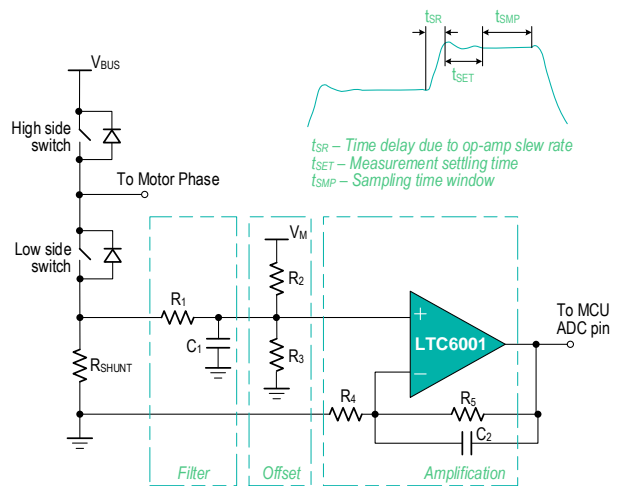 tSR
tSMP
tSET
VBUS
High side
switch
tSR – Time delay due to op-amp slew rate
tSET – Measurement settling time
tSMP – Sampling time window
To Motor Phase
Low side
switch
VM
R2
R1
C1
R3
+
LTC6001
–
To MCU
ADC pin
RSHUNT
R4
R5
C2
Filter
Offset
Amplification